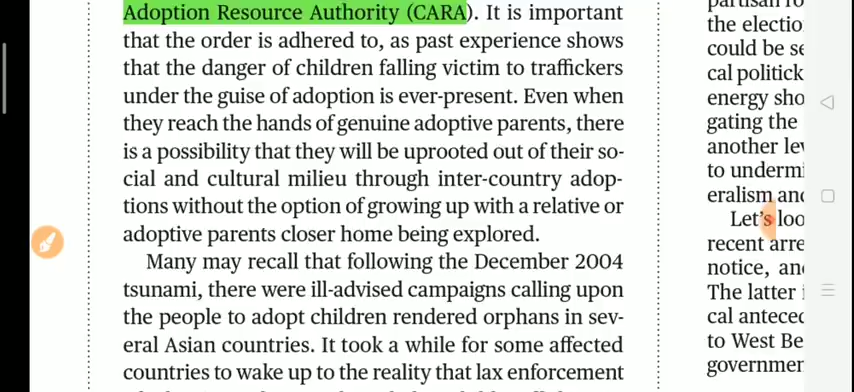 Adoption Resource Authority (CARA). It is important
that the order is adhered to, as past experience shows
that the danger of children falling victim to traffickers
under the guise of adoption is ever-present. Even when
they reach the hands of genuine adoptive parents, there
is a possibility that they will be uprooted out of their so-
cial and cultural milieu through inter-country adop-
tions without the option of growing up with a relative or
adoptive parents closer home being explored.
Many may recall that following the December 2004
tsunami, there were ill-advised campaigns calling upon
the people to adopt children rendered orphans in sev-
eral Asian countries. It took a while for some affected
countries to wake up to the reality that lax enforcement
the electio
could be se
cal politick
energy sho
gating the
another lev
to undermi
eralism and
Let's loo
recent arre
notice, and
The latter i
cal anteced
to West Be
governmen